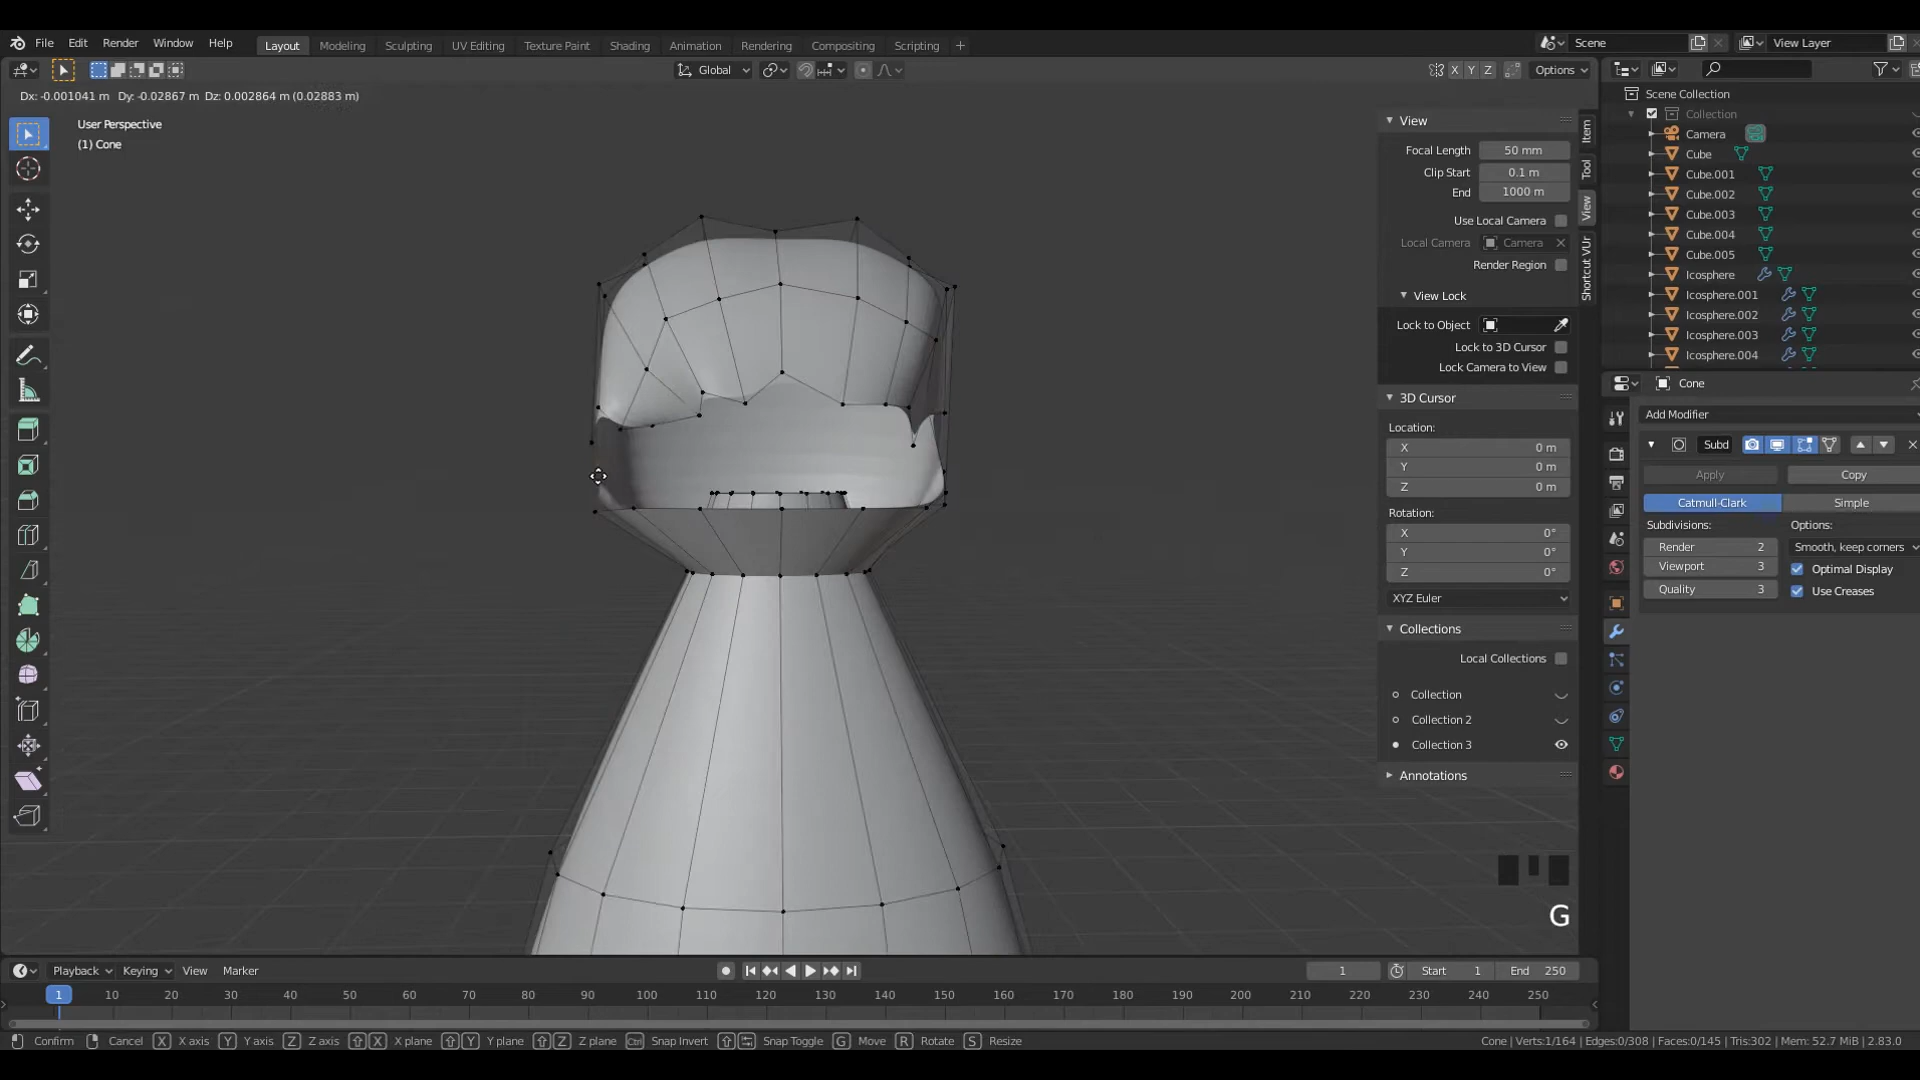 File Edit Render Window Help Layout Modeling Sculpting UV Editing Texture Paint Shading Animation Rendering Compositing Scripting + Scene View Layer
Global X Y Z Options
Dx: -0.001041 m Dy: -0.02867 m Dz: 0.002864 m (0.02883 m)
User Perspective
(1) Cone
View
Focal Length 50 mm
Clip Start 0.1 m
End 1000 m
Use Local Camera
Local Camera Camera
Render Region
View Lock
Lock to Object
Lock to 3D Cursor
Lock Camera to View
3D Cursor
Location:
X 0 m
Y 0 m
Z 0 m
Rotation:
X 0°
Y 0°
Z 0°
XYZ Euler
Collections
Local Collections
Collection
Collection 2
Collection 3
Annotations
Item
Tool
View
Shortcut VUr
Scene Collection
Collection
Camera
Cube
Cube.001
Cube.002
Cube.003
Cube.004
Cube.005
Icosphere
Icosphere.001
Icosphere.002
Icosphere.003
Icosphere.004
Cone
Add Modifier
Subd
Apply Copy
Catmull-Clark Simple
Subdivisions: Options:
Render 2 Smooth, keep corners
Viewport 3 Optimal Display
Quality 3 Use Creases
G
Playback Keying View Marker 1 Start 1 End 250
1 10 20 30 40 50 60 70 80 90 100 110 120 130 140 150 160 170 180 190 200 210 220 230 240 250
Confirm Cancel X X axis Y Y axis Z Z axis X X plane Y Y plane Z Z plane Ctrl Snap Invert Snap Toggle G Move R Rotate S Resize Cone | Verts:1/164 | Edges:0/308 | Faces:0/145 | Tris:302 | Mem: 52.7 MiB | 2.83.0